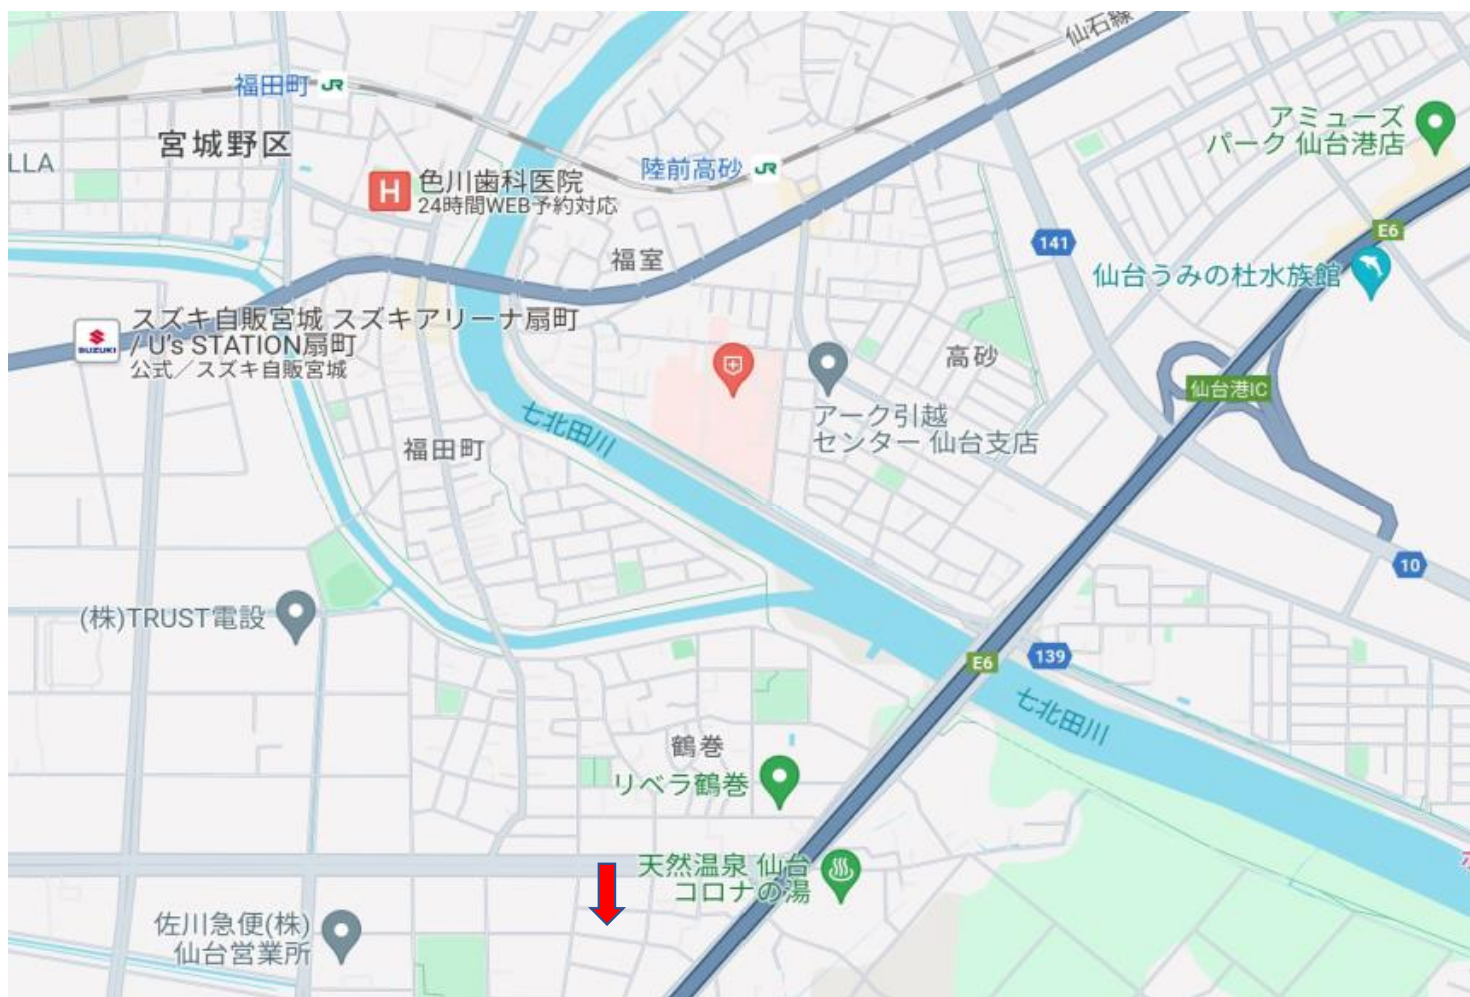 仙石線
福田町 JR
アミューズ
パーク 仙台港店
宮城野区
LLA
陸前高砂 JR
H 色川歯科医院
24時間WEB予約対応
E6
141
福室
仙台うみの杜水族館
スズキ自販宮城 スズキアリーナ扇町
/ U's STATION扇町
公式/スズキ自販宮城
SUZUKI
高砂
仙台港IC
アーク引越
センター 仙台支店
七北田川
福田町
10
(株)TRUST電設
139
E6
七北田川
鶴巻
リベラ鶴巻
天然温泉 仙台
コロナの湯
佐川急便(株)
仙台営業所